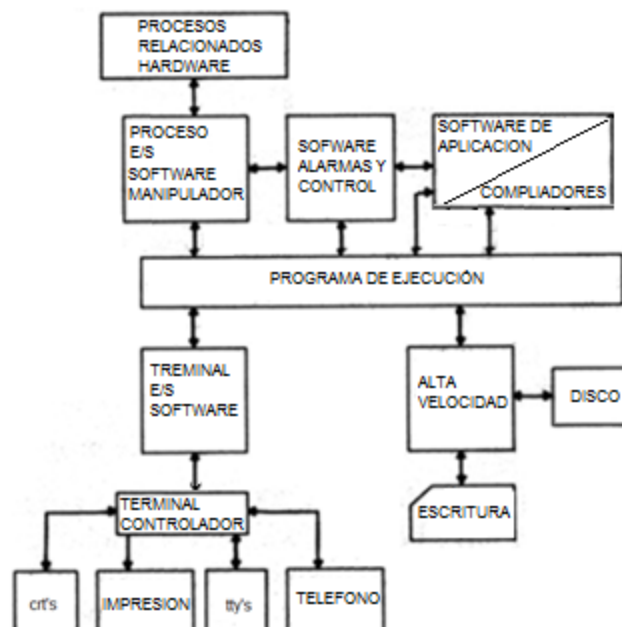 PROCESOS
RELACIONADOS
HARDWARE
PROCESO
E/S
SOFTWARE
MANIPULADOR
SOFWARE
ALARMAS Y
CONTROL
SOFTWARE DE
APLICACION
COMPLIADORES
PROGRAMA DE EJECUCIÓN
TREMINAL
E/S
SOFTWARE
ALTA
VELOCIDAD
DISCO
TERMINAL
CONTROLADOR
ESCRITURA
crt's
IMPRESION
tty's
TELEFONO